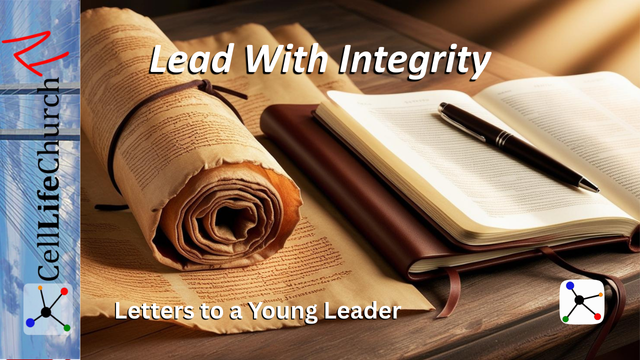 Lead With Integrity
CellLifeChurch
Letters to a Young Leader